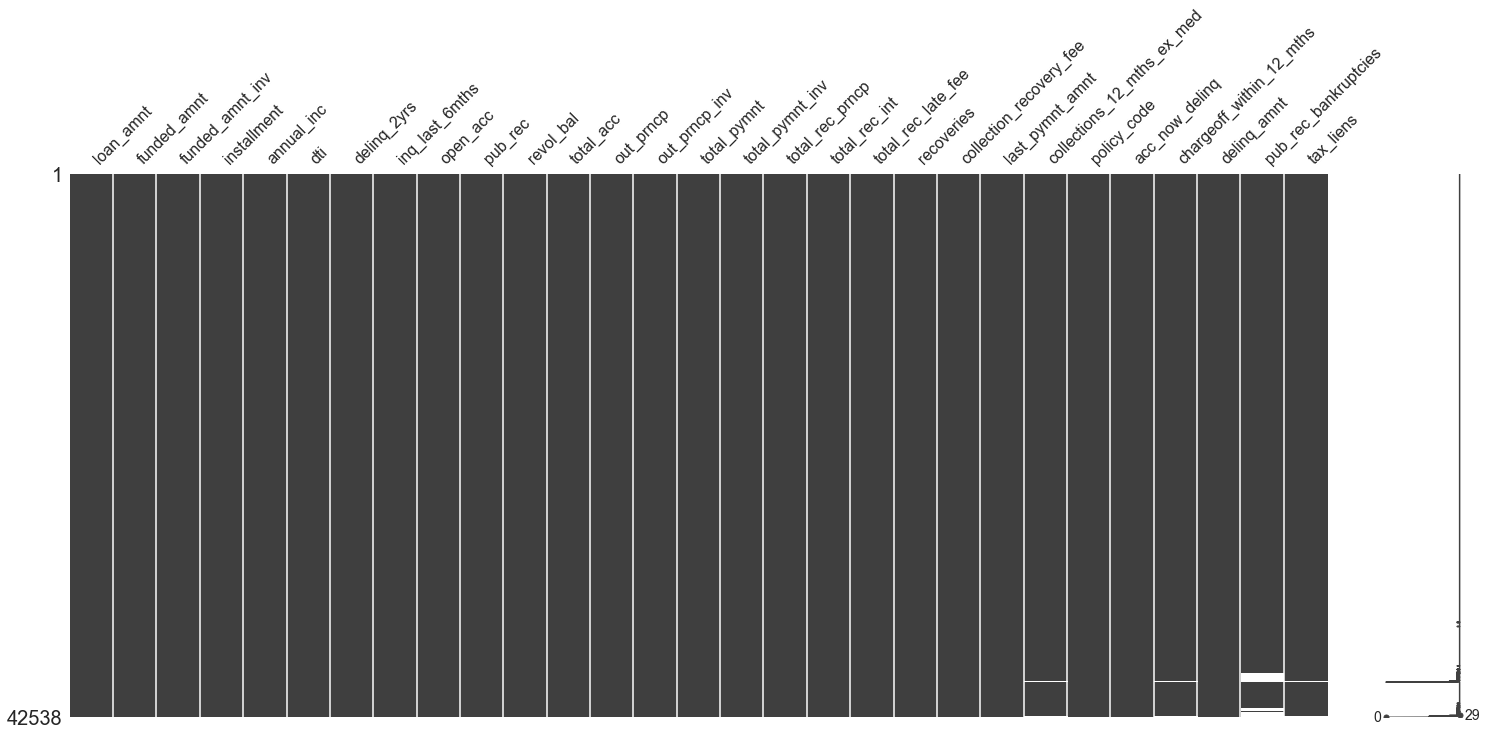 loan_amnt
funded_amnt
funded_amnt_inv
installment
annual_inc
dti
delinq_2yrs
inq_last_6mths
open_acc
pub_rec
revol_bal
total_acc
out_prncp
out_prncp_inv
total_pymnt
total_pymnt_inv
total_rec_prncp
total_rec_int
total_rec_late_fee
recoveries
collection_recovery_fee
last_pymnt_amnt
collections_12_mths_ex_med
policy_code
acc_now_delinq
chargeoff_within_12_mths
delinq_amnt
pub_rec_bankruptcies
tax_liens
1
42538
0
29